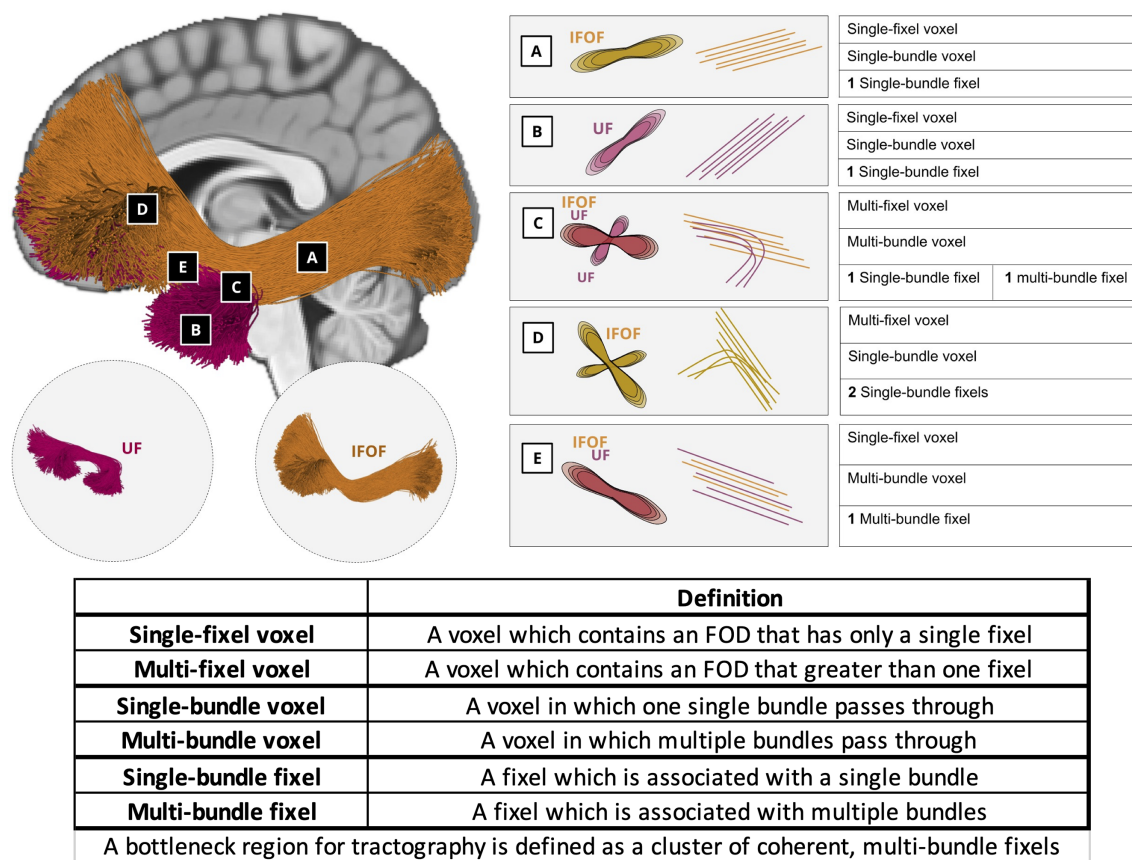 D
A
E
C
B
UF
IFOF
A
IFOF
Single-fixel voxel
Single-bundle voxel
1 Single-bundle fixel
B
UF
Single-fixel voxel
Single-bundle voxel
1 Single-bundle fixel
C
IFOF
UF
UF
Multi-fixel voxel
Multi-bundle voxel
1 Single-bundle fixel 1 multi-bundle fixel
D
IFOF
Multi-fixel voxel
Single-bundle voxel
2 Single-bundle fixels
E
IFOF
UF
Single-fixel voxel
Multi-bundle voxel
1 Multi-bundle fixel
Definition
Single-fixel voxel A voxel which contains an FOD that has only a single fixel
Multi-fixel voxel A voxel which contains an FOD that greater than one fixel
Single-bundle voxel A voxel in which one single bundle passes through
Multi-bundle voxel A voxel in which multiple bundles pass through
Single-bundle fixel A fixel which is associated with a single bundle
Multi-bundle fixel A fixel which is associated with multiple bundles
A bottleneck region for tractography is defined as a cluster of coherent, multi-bundle fixels